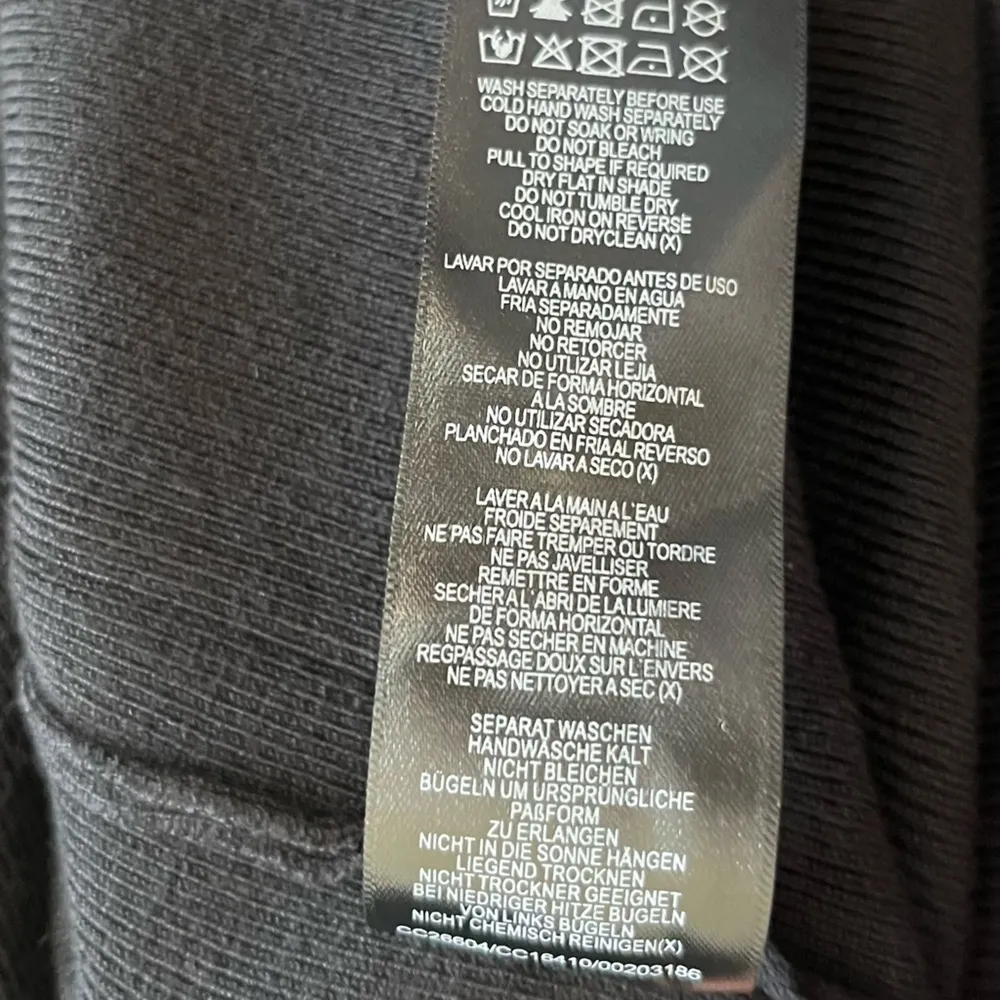 WASH SEPARATELY BEFORE USE
COLD HAND WASH SEPARATELY
DO NOT SOAK OR WRING
DO NOT BLEACH
PULL TO SHAPE IF REQUIRED
DRY FLAT IN SHADE
DO NOT TUMBLE DRY
COOL IRON ON REVERSE
DO NOT DRYCLEAN (X)
LAVAR POR SEPARADO ANTES DE USO
LAVAR A MANO EN AGUA
FRIA SEPARADAMENTE
NO REMOJAR
NO RETORCER
NO UTLIZAR LEJIA
SECAR DE FORMA HORIZONTAL
A LA SOMBRE
NO UTILIZAR SECADORA
PLANCHADO EN FRIA AL REVERSO
NO LAVAR A SECO (X)
LAVER A LA MAIN A L'EAU
FROIDE SEPAREMENT
NE PAS FAIRE TREMPER OU TORDRE
NE PAS JAVELLISER
REMETTRE EN FORME
SECHER A L'ABRI DE LA LUMIERE
DE FORMA HORIZONTAL
NE PAS SECHER EN MACHINE
REGPASSAGE DOUX SUR L'ENVERS
NE PAS NETTOYER A SEC (X)
SEPARAT WASCHEN
HANDWÄSCHE KALT
NICHT BLEICHEN
BÜGELN UM URSPRÜNGLICHE
PAßFORM
ZU ERLANGEN
NICHT IN DIE SONNE HÄNGEN
LIEGEND TROCKNEN
NICHT TROCKNER GEEIGNET
BEI NIEDRIGER HITZE BÜGELN
VON LINKS BÜGELN
NICHT CHEMISCH REINIGEN(X)
CC26604/CC16410/00203186